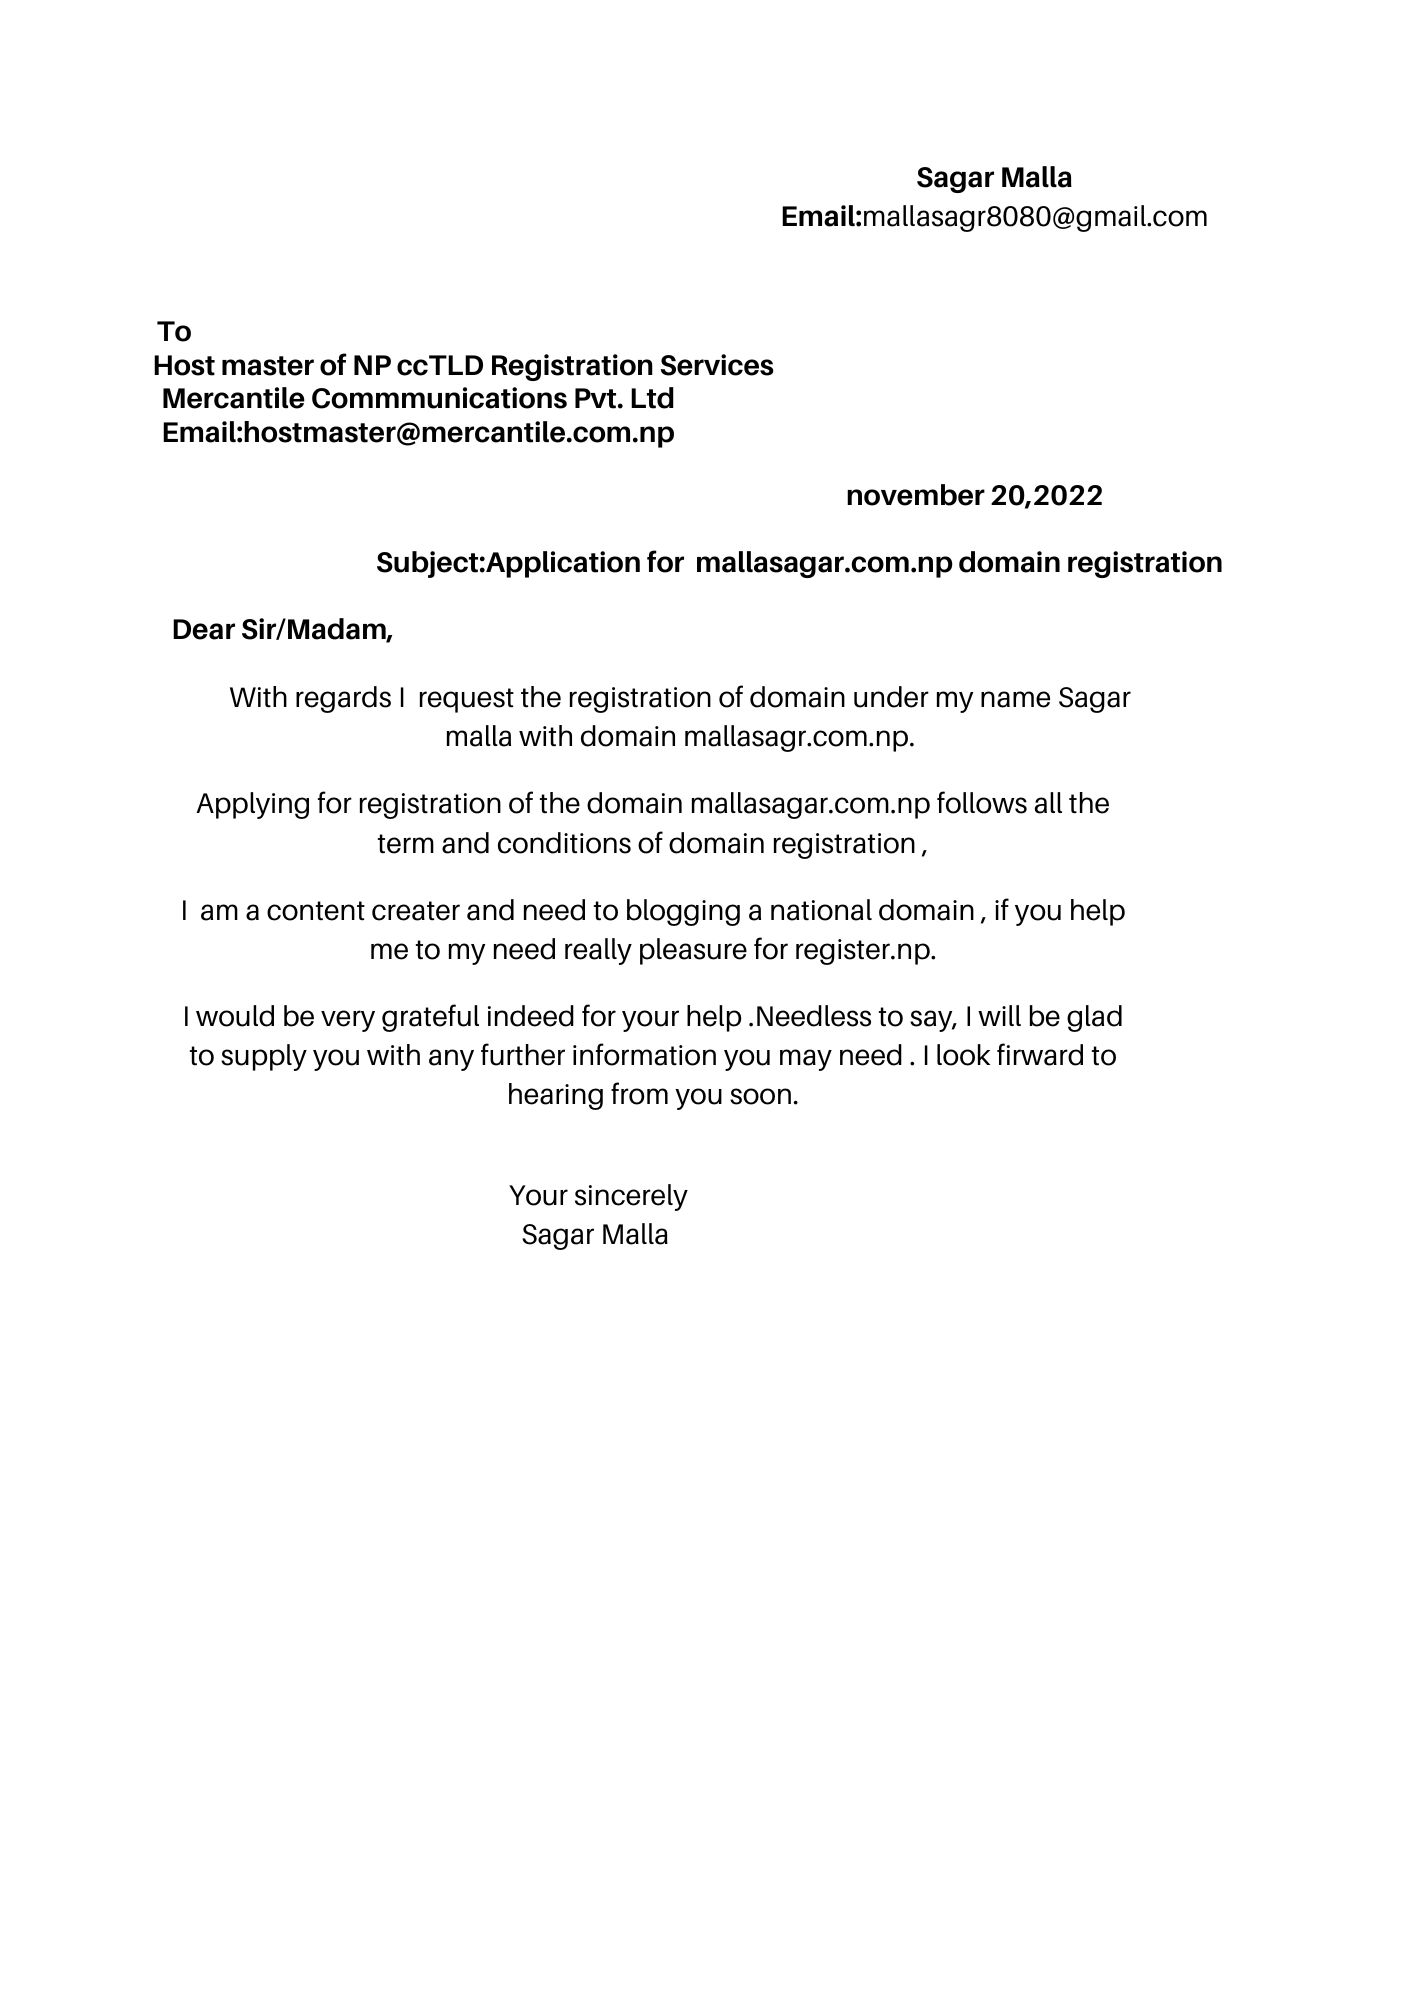 Sagar Malla
Email:mallasagr8080@gmail.com
To
Host master of NP ccTLD Registration Services
Mercantile Commmunications Pvt. Ltd
Email:hostmaster@mercantile.com.np
november 20,2022
Subject:Application for mallasagar.com.np domain registration
Dear Sir/Madam,
With regards I request the registration of domain under my name Sagar
malla with domain mallasagr.com.np.
Applying for registration of the domain mallasagar.com.np follows all the
term and conditions of domain registration ,
I am a content creater and need to blogging a national domain , if you help
me to my need really pleasure for register.np.
I would be very grateful indeed for your help .Needless to say, I will be glad
to supply you with any further information you may need . I look firward to
hearing from you soon.
Your sincerely
Sagar Malla